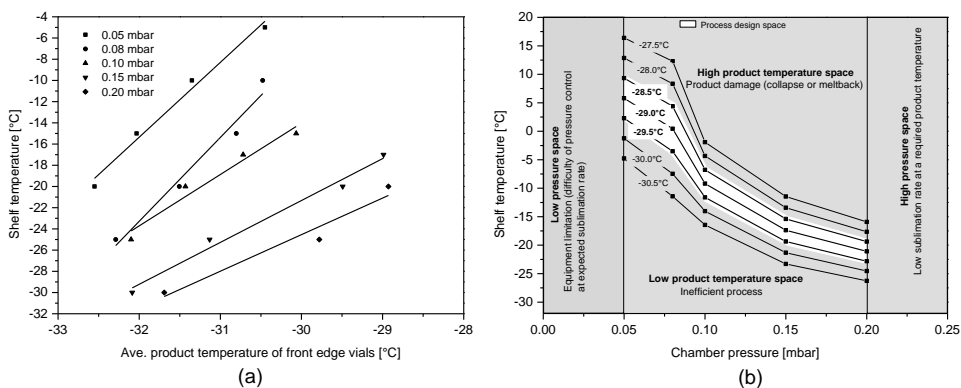 -4
-6
-8
-10
-12
-14
-16
-18
-20
-22
-24
-26
-28
-30
-32
Shelf temperature [°C]
0.05 mbar
0.08 mbar
0.10 mbar
0.15 mbar
0.20 mbar
-33 -32 -31 -30 -29 -28
Ave. product temperature of front edge vials [°C]
(a)
20
15
10
5
0
-5
-10
-15
-20
-25
-30
Shelf temperature [°C]
Process design space
Low pressure space
Equipment limitation (difficulty of pressure control
at expected sublimation rate)
-27.5°C
-28.0°C
-28.5°C
-29.0°C
-29.5°C
-30.0°C
-30.5°C
High product temperature space
Product damage (collapse or meltback)
Low product temperature space
Inefficient process
High pressure space
Low sublimation rate at a required product temperature
0.00 0.05 0.10 0.15 0.20 0.25
Chamber pressure [mbar]
(b)